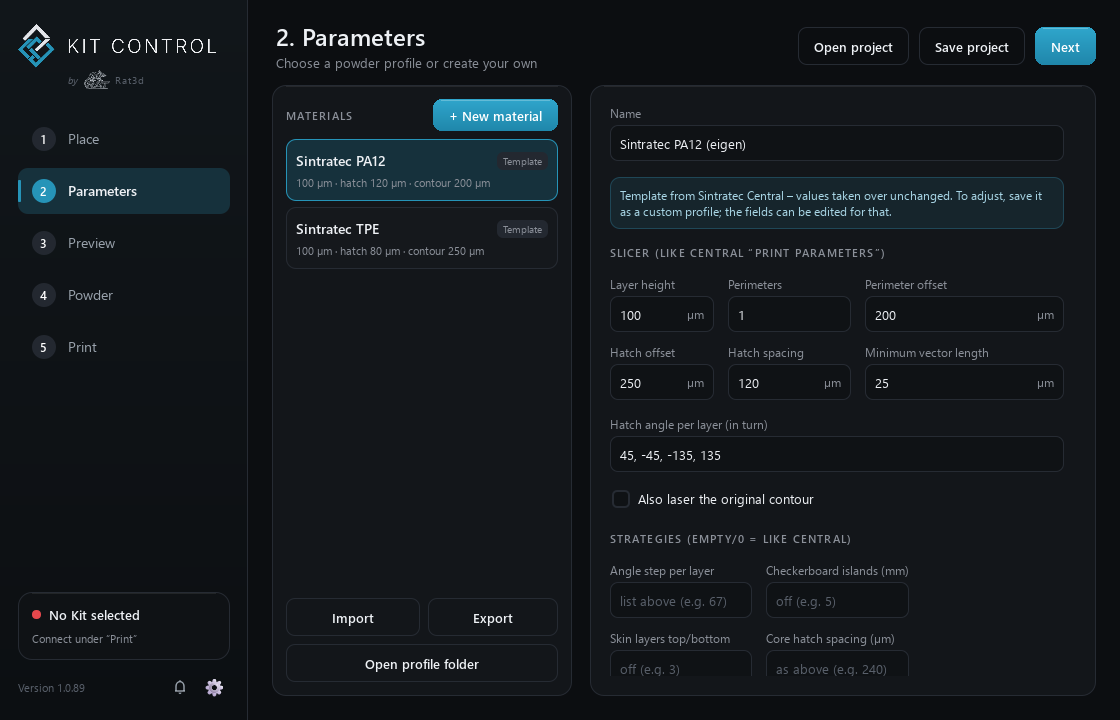 KIT CONTROL
by Rat3d
1 Place
2 Parameters
3 Preview
4 Powder
5 Print
No Kit selected
Connect under "Print"
Version 1.0.89
2. Parameters
Choose a powder profile or create your own
Open project
Save project
Next
MATERIALS
+ New material
Sintratec PA12
Template
100 µm · hatch 120 µm · contour 200 µm
Sintratec TPE
Template
100 µm · hatch 80 µm · contour 250 µm
Import
Export
Open profile folder
Name
Sintratec PA12 (eigen)
Template from Sintratec Central – values taken over unchanged. To adjust, save it
as a custom profile; the fields can be edited for that.
SLICER (LIKE CENTRAL "PRINT PARAMETERS")
Layer height Perimeters Perimeter offset
100 µm 1 200 µm
Hatch offset Hatch spacing Minimum vector length
250 µm 120 µm 25 µm
Hatch angle per layer (in turn)
45, -45, -135, 135
Also laser the original contour
STRATEGIES (EMPTY/0 = LIKE CENTRAL)
Angle step per layer Checkerboard islands (mm)
list above (e.g. 67) off (e.g. 5)
Skin layers top/bottom Core hatch spacing (µm)
off (e.g. 3) as above (e.g. 240)